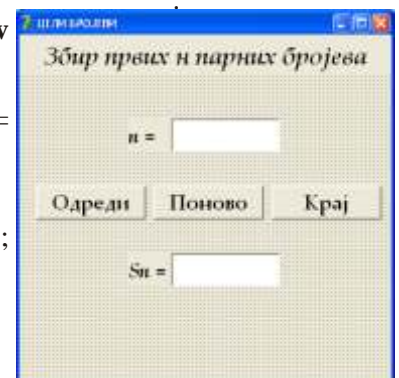 Збир првих н парних бројева
w
=
n =
Одреди Поново Крај
;
Sn =